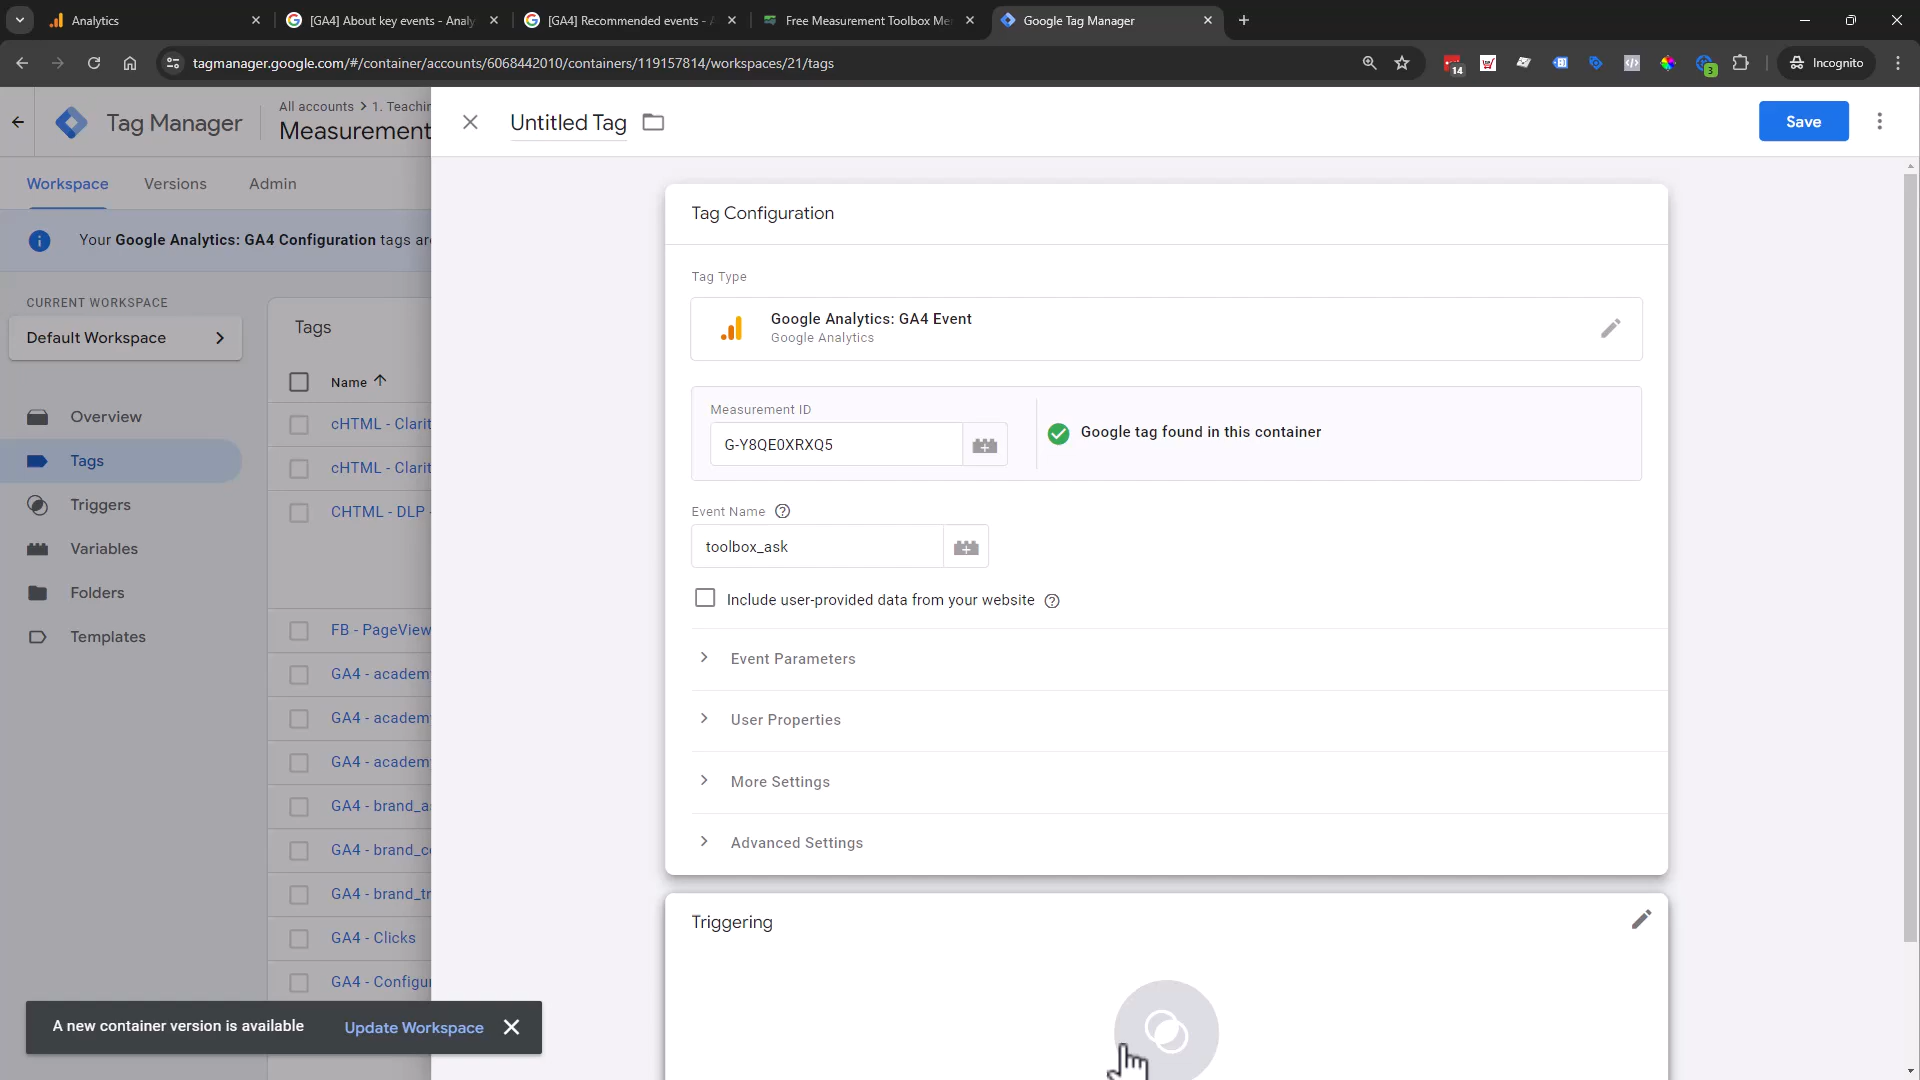 Analytics
[GA4] About key events - Analy
[GA4] Recommended events - A
Free Measurement Toolbox Me
Google Tag Manager
tagmanager.google.com/#/container/accounts/6068442010/containers/119157814/workspaces/21/tags
14
3
Incognito
Tag Manager
All accounts > 1. Teachin
Measurement
Untitled Tag
Save
Workspace
Versions
Admin
Your Google Analytics: GA4 Configuration tags are
CURRENT WORKSPACE
Default Workspace
Overview
Tags
Triggers
Variables
Folders
Templates
Tags
Name
cHTML - Clarit
cHTML - Clarit
CHTML - DLP -
FB - PageView
GA4 - academ
GA4 - academ
GA4 - academ
GA4 - brand_as
GA4 - brand_co
GA4 - brand_tr
GA4 - Clicks
GA4 - Configur
Tag Configuration
Tag Type
Google Analytics: GA4 Event
Google Analytics
Measurement ID
G-Y8QE0XRXQ5
Google tag found in this container
Event Name
toolbox_ask
Include user-provided data from your website
Event Parameters
User Properties
More Settings
Advanced Settings
Triggering
A new container version is available
Update Workspace